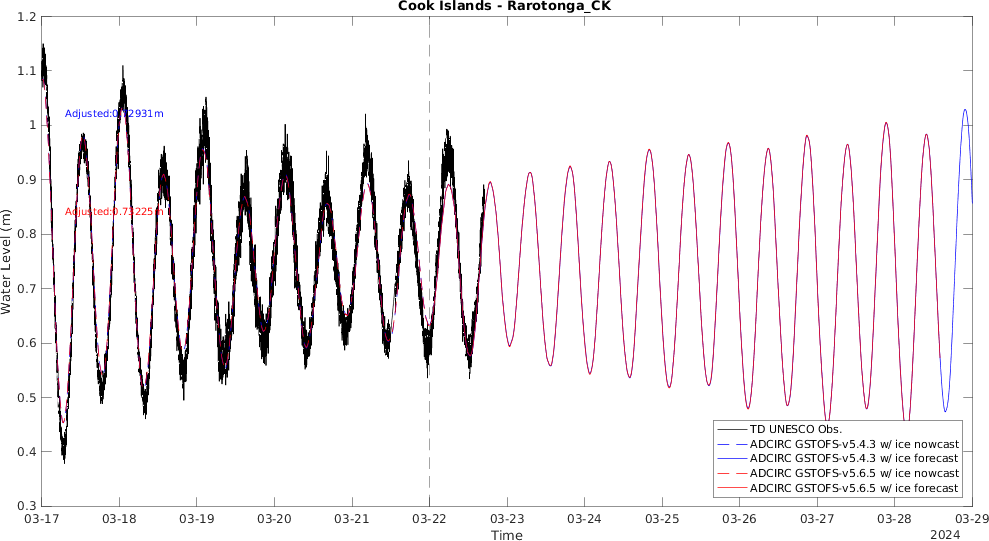 Cook Islands - Rarotonga_CK
1.2
1.1
1
0.9
0.8
0.7
0.6
0.5
0.4
0.3
Water Level (m)
Adjusted:0.72931m
Adjusted:0.73225m
TD UNESCO Obs.
ADCIRC GSTOFS-v5.4.3 w/ ice nowcast
ADCIRC GSTOFS-v5.4.3 w/ ice forecast
ADCIRC GSTOFS-v5.6.5 w/ ice nowcast
ADCIRC GSTOFS-v5.6.5 w/ ice forecast
03-17 03-18 03-19 03-20 03-21 03-22 03-23 03-24 03-25 03-26 03-27 03-28 03-29
Time
2024